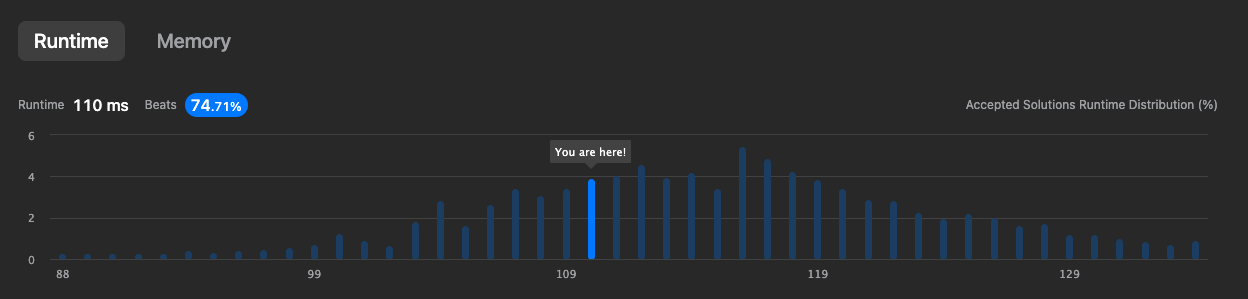 Runtime Memory
Runtime 110 ms Beats 74.71% Accepted Solutions Runtime Distribution (%)
6
You are here!
4
2
0
88 99 109 119 129